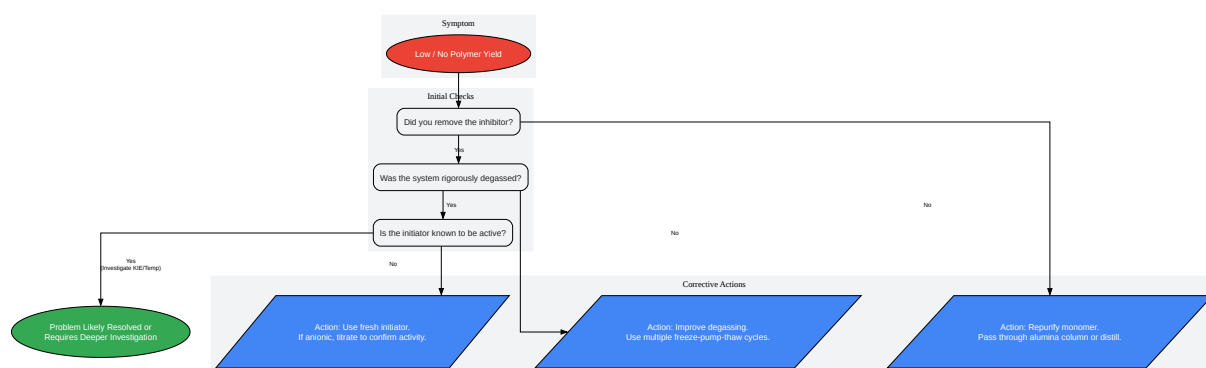 Symptom
Low / No Polymer Yield
Initial Checks
Did you remove the inhibitor?
Yes
Was the system rigorously degassed?
Yes
No
Is the initiator known to be active?
No
Yes
(Investigate KIE/Temp)
No
Corrective Actions
Problem Likely Resolved or
Requires Deeper Investigation
Action: Use fresh initiator.
If anionic, titrate to confirm activity.
Action: Improve degassing.
Use multiple freeze-pump-thaw cycles.
Action: Repurify monomer.
Pass through alumina column or distill.